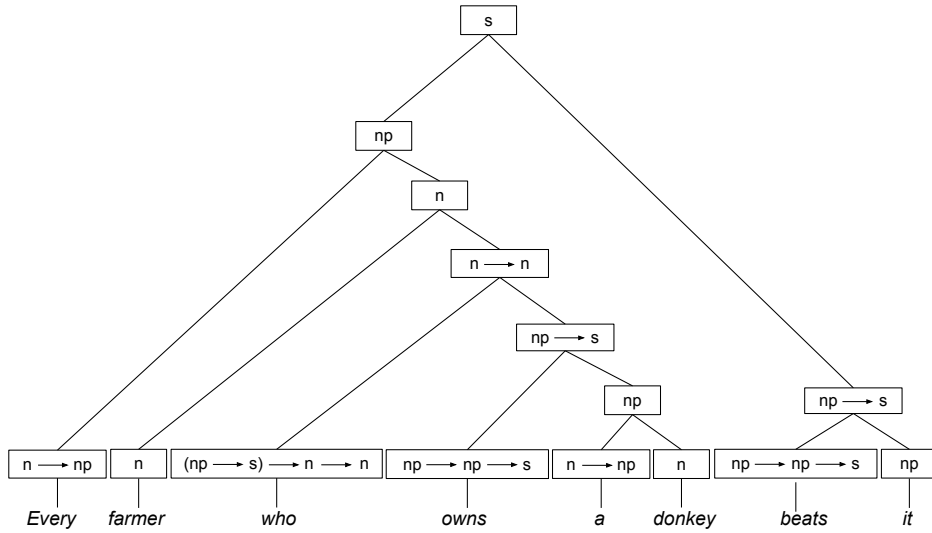 s
np
n
n → n
np → s
np np → s
n → np n (np → s) → n → n np → np → s n → np n np → np → s np
Every farmer who owns a donkey beats it